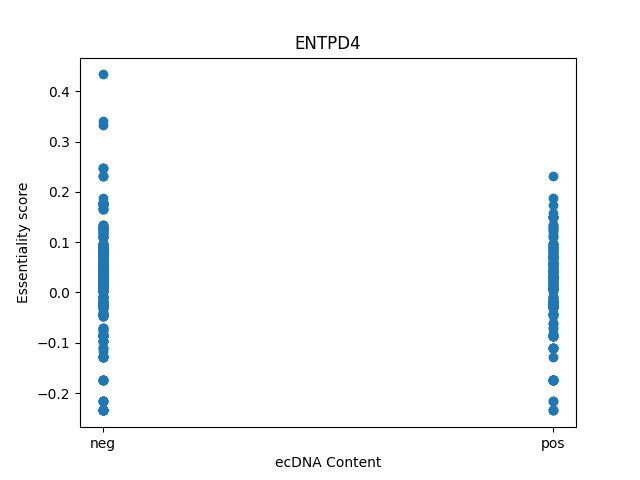 ENTPD4
Essentiality score
0.4
0.3
0.2
0.1
0.0
−0.1
−0.2
neg
pos
ecDNA Content